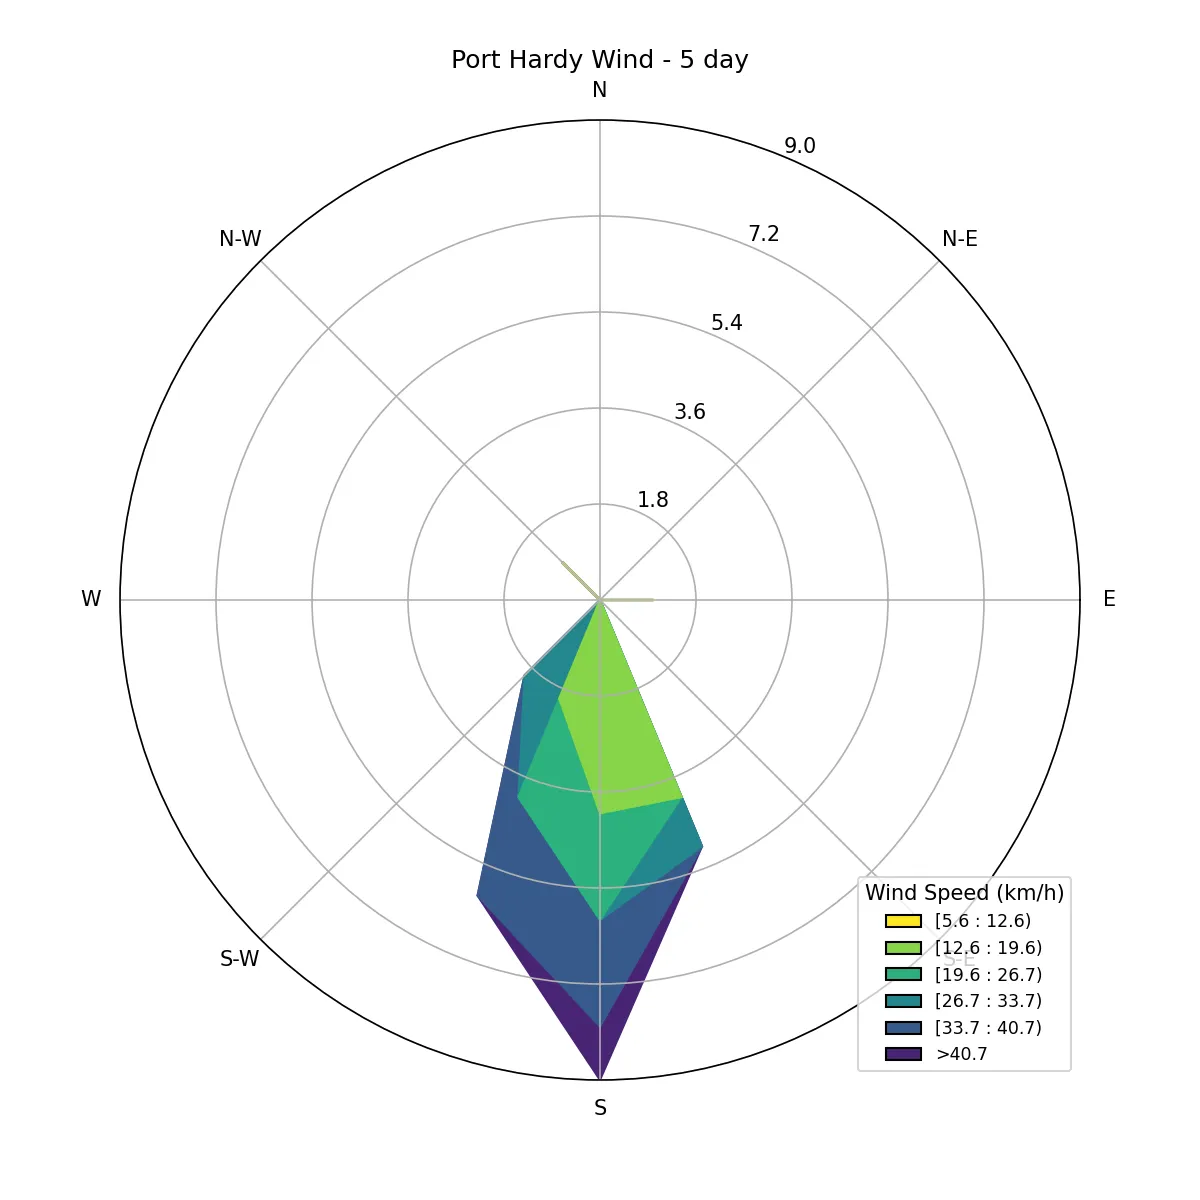 Port Hardy Wind - 5 day
N
9.0
N-W
N-E
7.2
5.4
3.6
1.8
W
E
Wind Speed (km/h)
[5.6 : 12.6)
[12.6 : 19.6)
S-W
S-E
[19.6 : 26.7)
[26.7 : 33.7)
[33.7 : 40.7)
>40.7
S